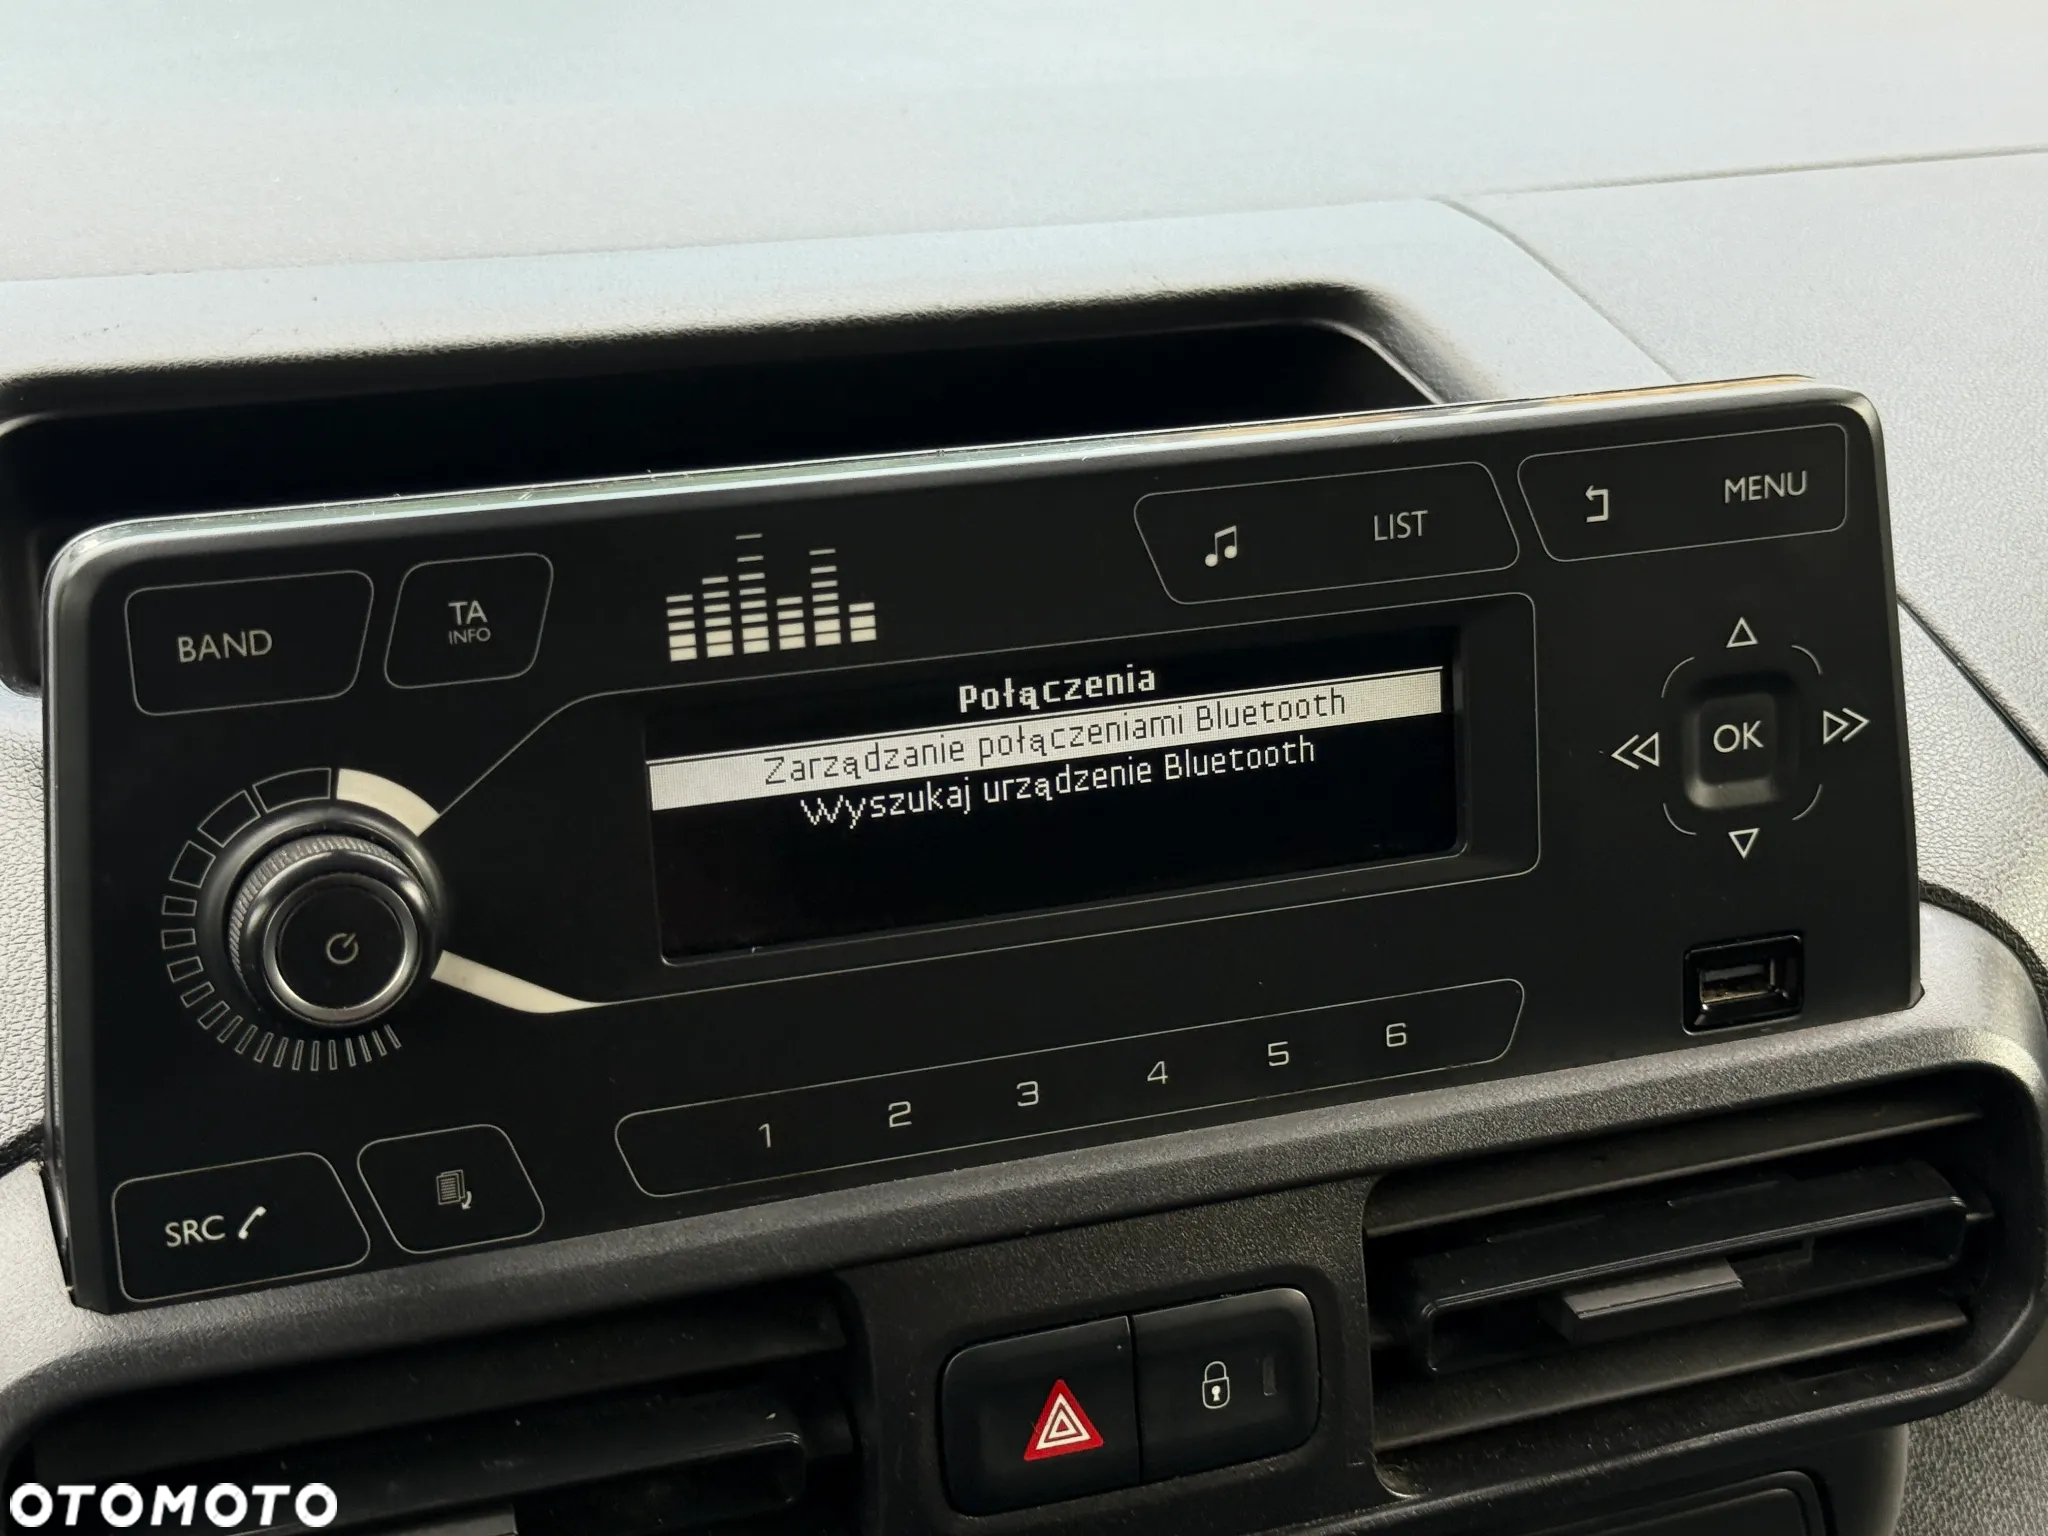 BAND
TA
INFO
LIST
MENU
Połączenia
Zarządzanie połączeniami Bluetooth
Wyszukaj urządzenie Bluetooth
OK
1 2 3 4 5 6
SRC
OTOMOTO